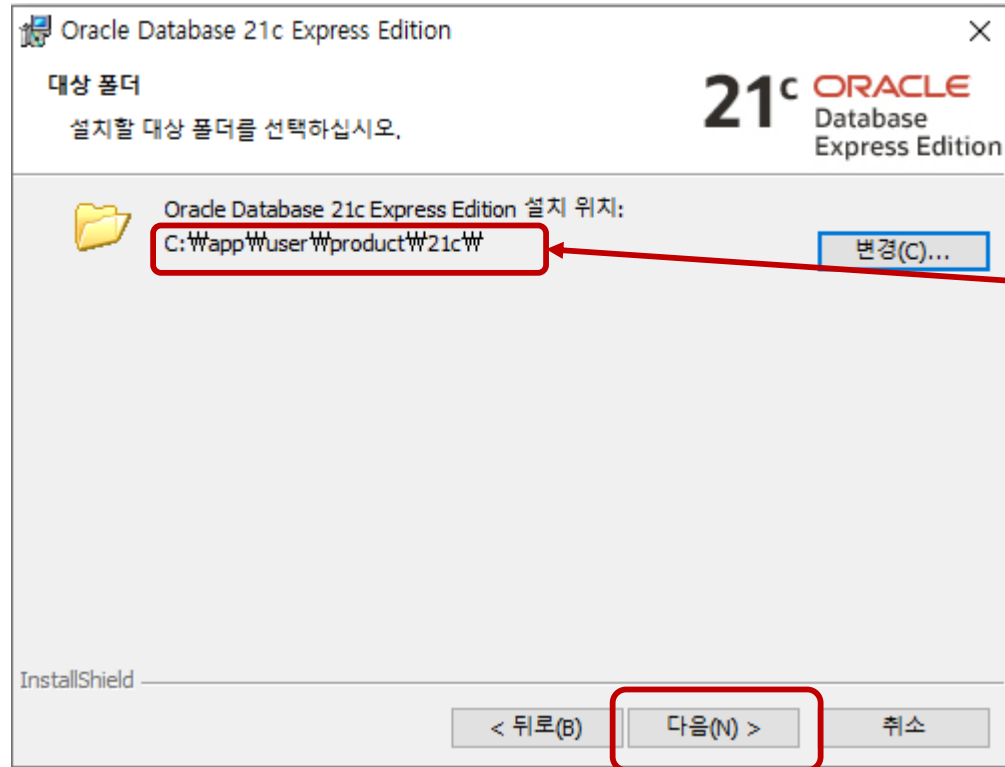 Oracle Database 21c Express Edition
대상 폴더
설치할 대상 폴더를 선택하십시오.
21c ORACLE
Database
Express Edition
Oracle Database 21c Express Edition 설치 위치:
C:₩app₩user₩product₩21c₩
변경(C)...
InstallShield
< 뒤로(B)
다음(N) >
취소